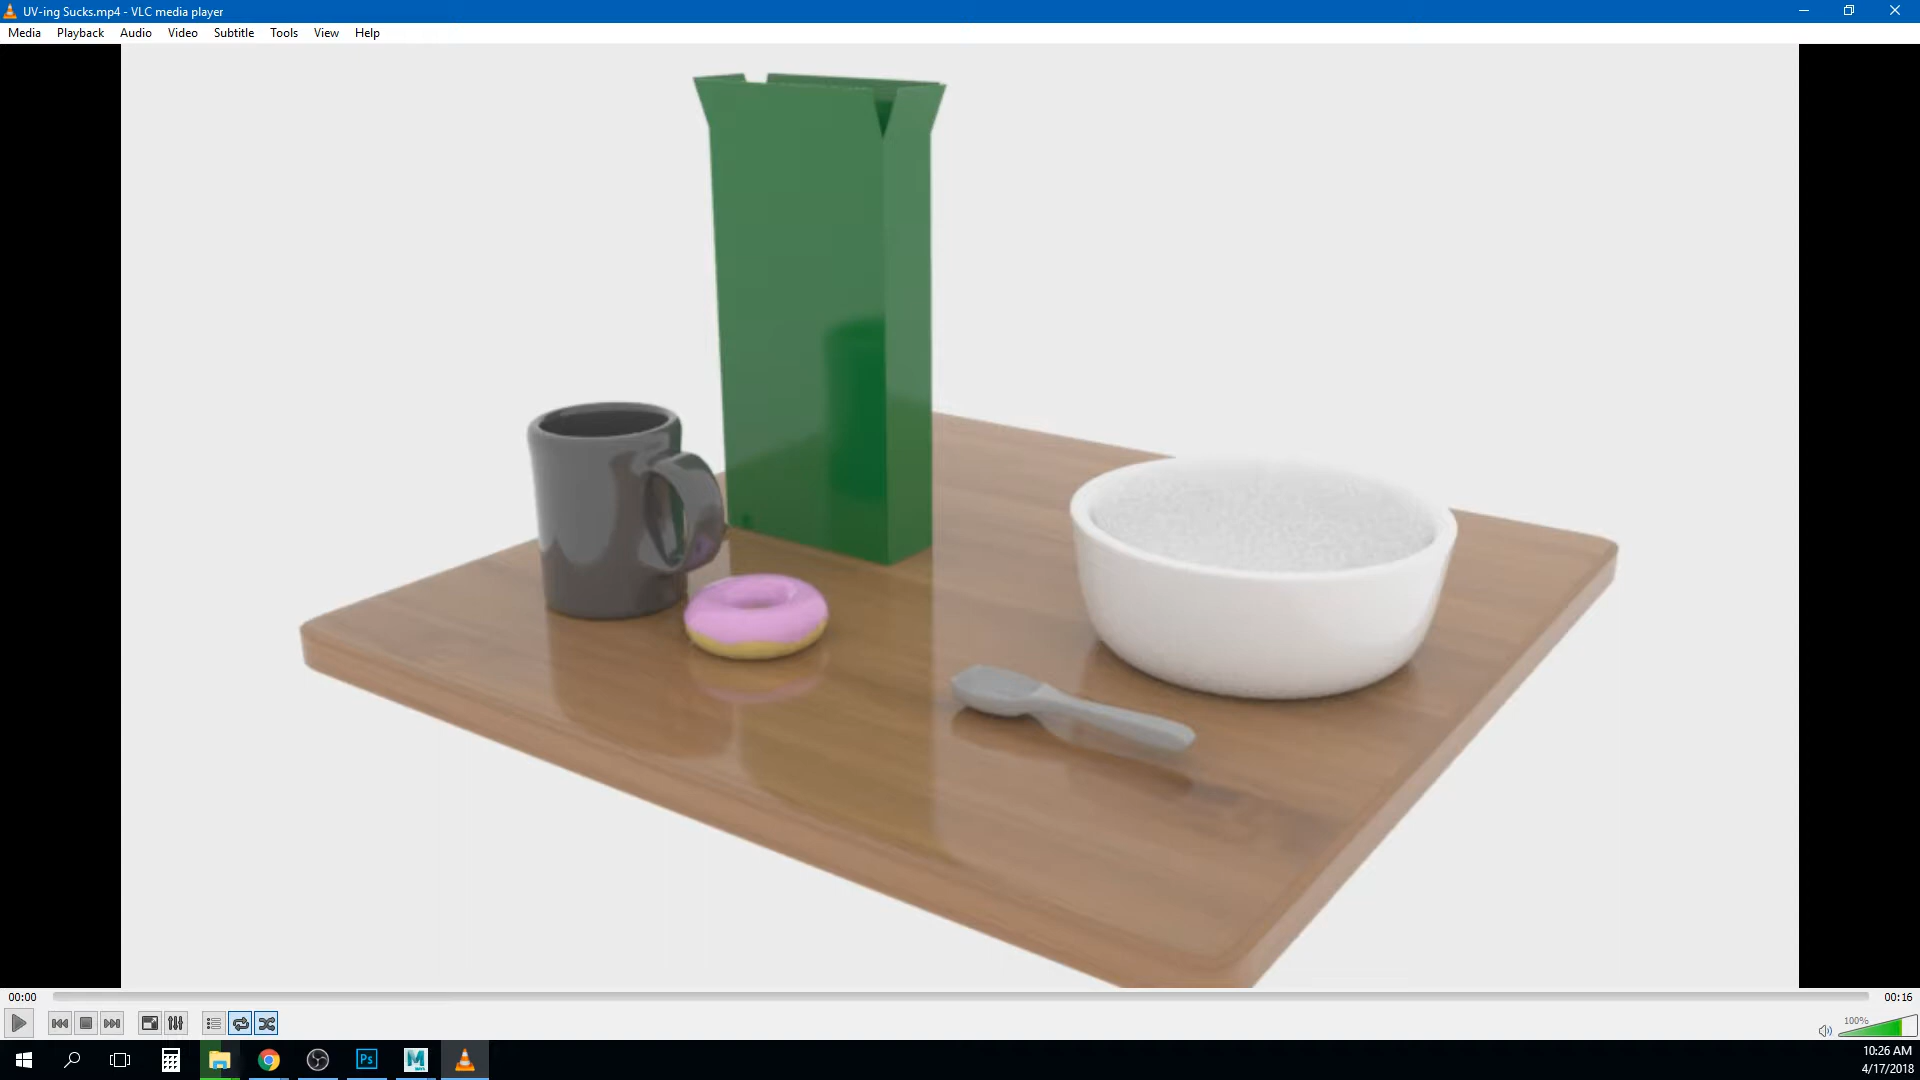 UV-ing Sucks.mp4 - VLC media player
Media Playback Audio Video Subtitle Tools View Help
00:00 00:16
100%
Ps
M
10:26 AM
4/17/2018